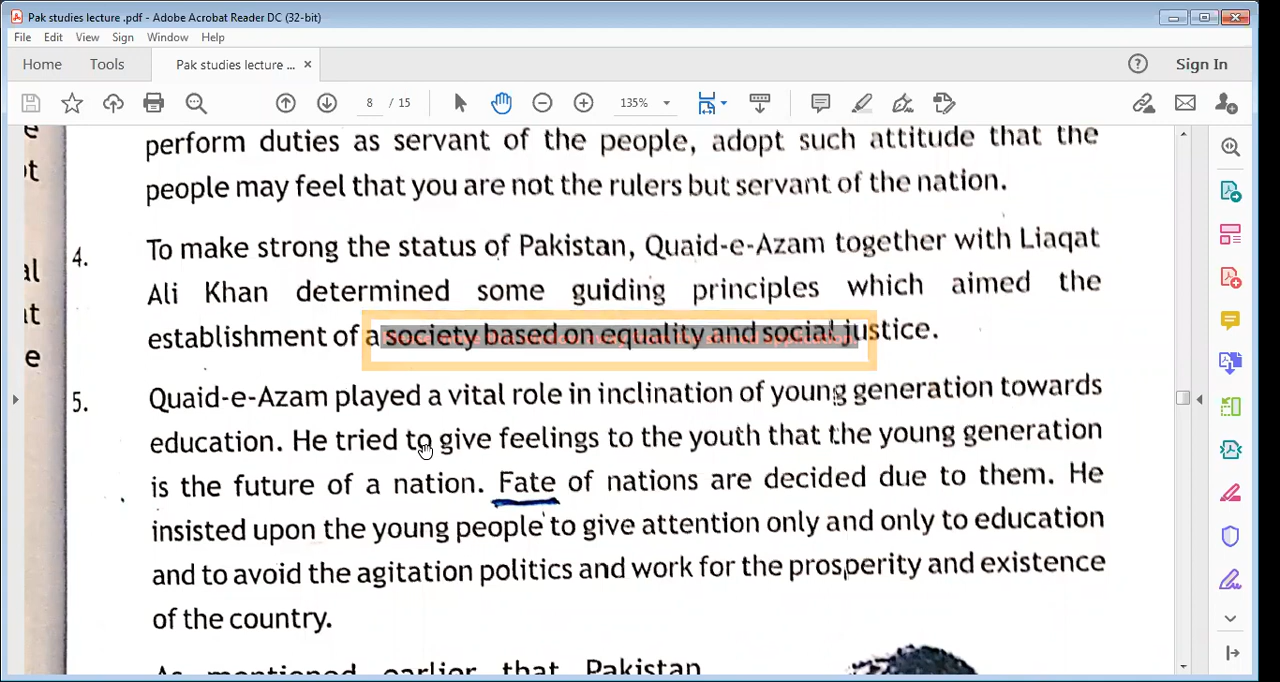 Pak studies lecture .pdf - Adobe Acrobat Reader DC (32-bit)
File Edit View Sign Window Help
Home Tools Pak studies lecture ... × Sign In
8 / 15 135%
perform duties as servant of the people, adopt such attitude that the
people may feel that you are not the rulers but servant of the nation.
4. To make strong the status of Pakistan, Quaid-e-Azam together with Liaqat
Ali Khan determined some guiding principles which aimed the
establishment of a society based on equality and social justice.
5. Quaid-e-Azam played a vital role in inclination of young generation towards
education. He tried to give feelings to the youth that the young generation
is the future of a nation. Fate of nations are decided due to them. He
insisted upon the young people to give attention only and only to education
and to avoid the agitation politics and work for the prosperity and existence
of the country.
As mentioned earlier that Pakistan